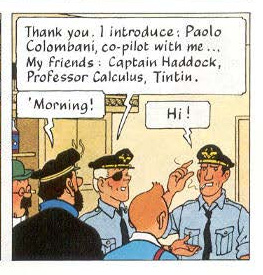 Thank you. I introduce: Paolo
Colombani, co-pilot with me...
My friends: Captain Haddock,
Professor Calculus, Tintin.
'Morning!
Hi!